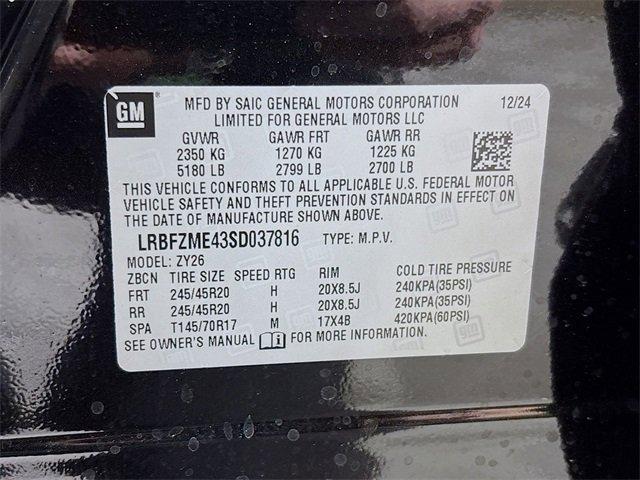 GM
MFD BY SAIC GENERAL MOTORS CORPORATION 12/24
LIMITED FOR GENERAL MOTORS LLC
GVWR GAWR FRT GAWR RR
2350 KG 1270 KG 1225 KG
5180 LB 2799 LB 2700 LB
THIS VEHICLE CONFORMS TO ALL APPLICABLE U.S. FEDERAL MOTOR
VEHICLE SAFETY AND THEFT PREVENTION STANDARDS IN EFFECT ON
THE DATE OF MANUFACTURE SHOWN ABOVE.
LRBFZME43SD037816 TYPE: M.P.V.
MODEL: ZY26
ZBCN TIRE SIZE SPEED RTG RIM COLD TIRE PRESSURE
FRT 245/45R20 H 20X8.5J 240KPA(35PSI)
RR 245/45R20 H 20X8.5J 240KPA(35PSI)
SPA T145/70R17 M 17X4B 420KPA(60PSI)
SEE OWNER'S MANUAL FOR MORE INFORMATION.